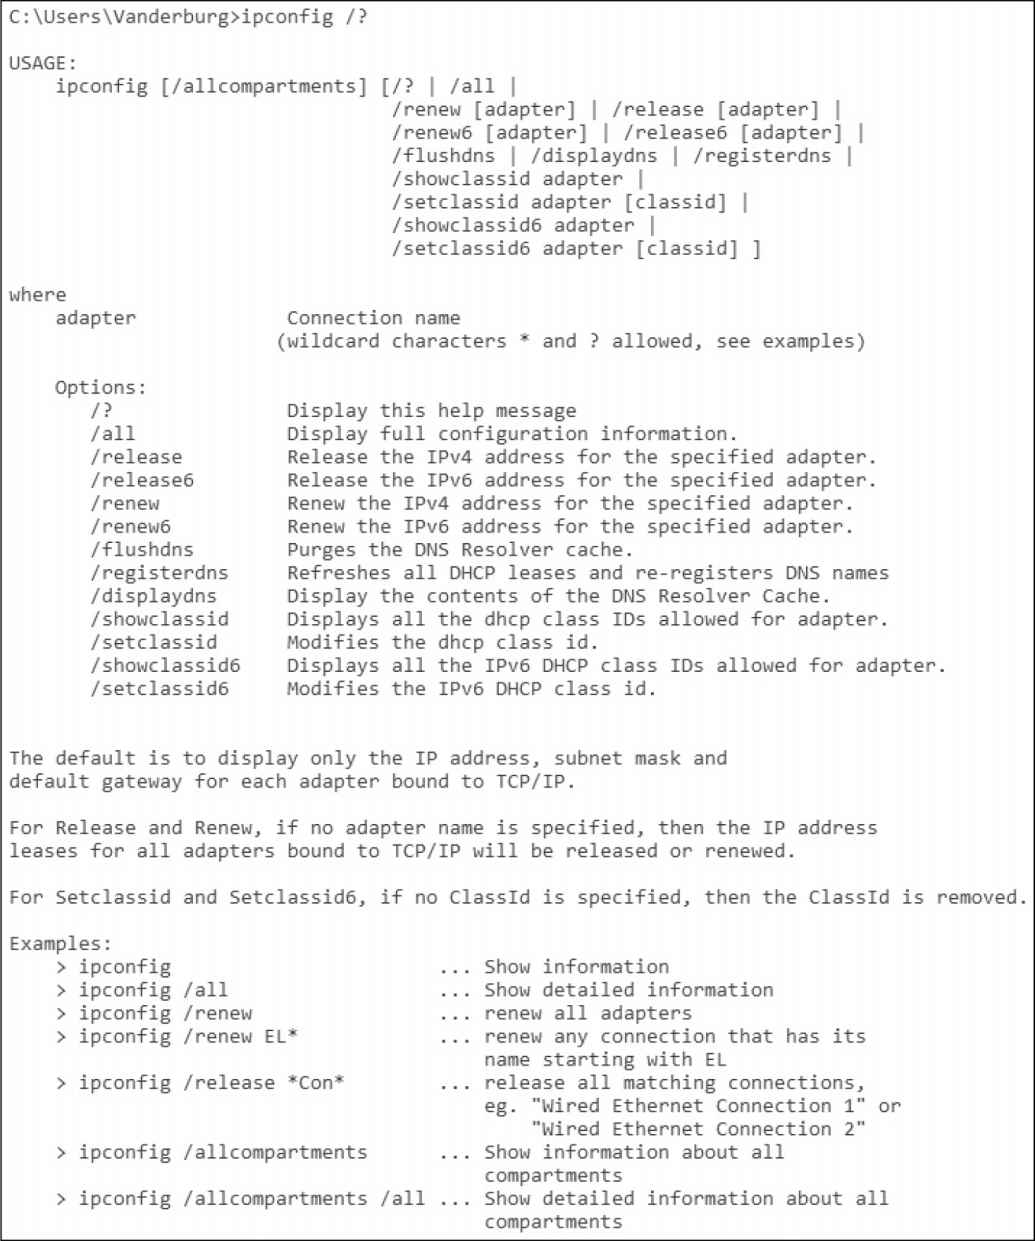 C:\Users\Vanderburg>ipconfig /?
USAGE:
ipconfig [/allcompartments] [/? | /all |
/renew [adapter] | /release [adapter] |
/renew6 [adapter] | /release6 [adapter] |
/flushdns | /displaydns | /registerdns |
/showclassid adapter |
/setclassid adapter [classid] |
/showclassid6 adapter |
/setclassid6 adapter [classid] ]
where
adapter Connection name
(wildcard characters * and ? allowed, see examples)
Options:
/? Display this help message
/all Display full configuration information.
/release Release the IPv4 address for the specified adapter.
/release6 Release the IPv6 address for the specified adapter.
/renew Renew the IPv4 address for the specified adapter.
/renew6 Renew the IPv6 address for the specified adapter.
/flushdns Purges the DNS Resolver cache.
/registerdns Refreshes all DHCP leases and re-registers DNS names
/displaydns Display the contents of the DNS Resolver Cache.
/showclassid Displays all the dhcp class IDs allowed for adapter.
/setclassid Modifies the dhcp class id.
/showclassid6 Displays all the IPv6 DHCP class IDs allowed for adapter.
/setclassid6 Modifies the IPv6 DHCP class id.
The default is to display only the IP address, subnet mask and
default gateway for each adapter bound to TCP/IP.
For Release and Renew, if no adapter name is specified, then the IP address
leases for all adapters bound to TCP/IP will be released or renewed.
For Setclassid and Setclassid6, if no ClassId is specified, then the ClassId is removed.
Examples:
> ipconfig ... Show information
> ipconfig /all ... Show detailed information
> ipconfig /renew ... renew all adapters
> ipconfig /renew EL* ... renew any connection that has its
name starting with EL
> ipconfig /release *Con* ... release all matching connections,
eg. "Wired Ethernet Connection 1" or
"Wired Ethernet Connection 2"
> ipconfig /allcompartments ... Show information about all
compartments
> ipconfig /allcompartments /all ... Show detailed information about all
compartments